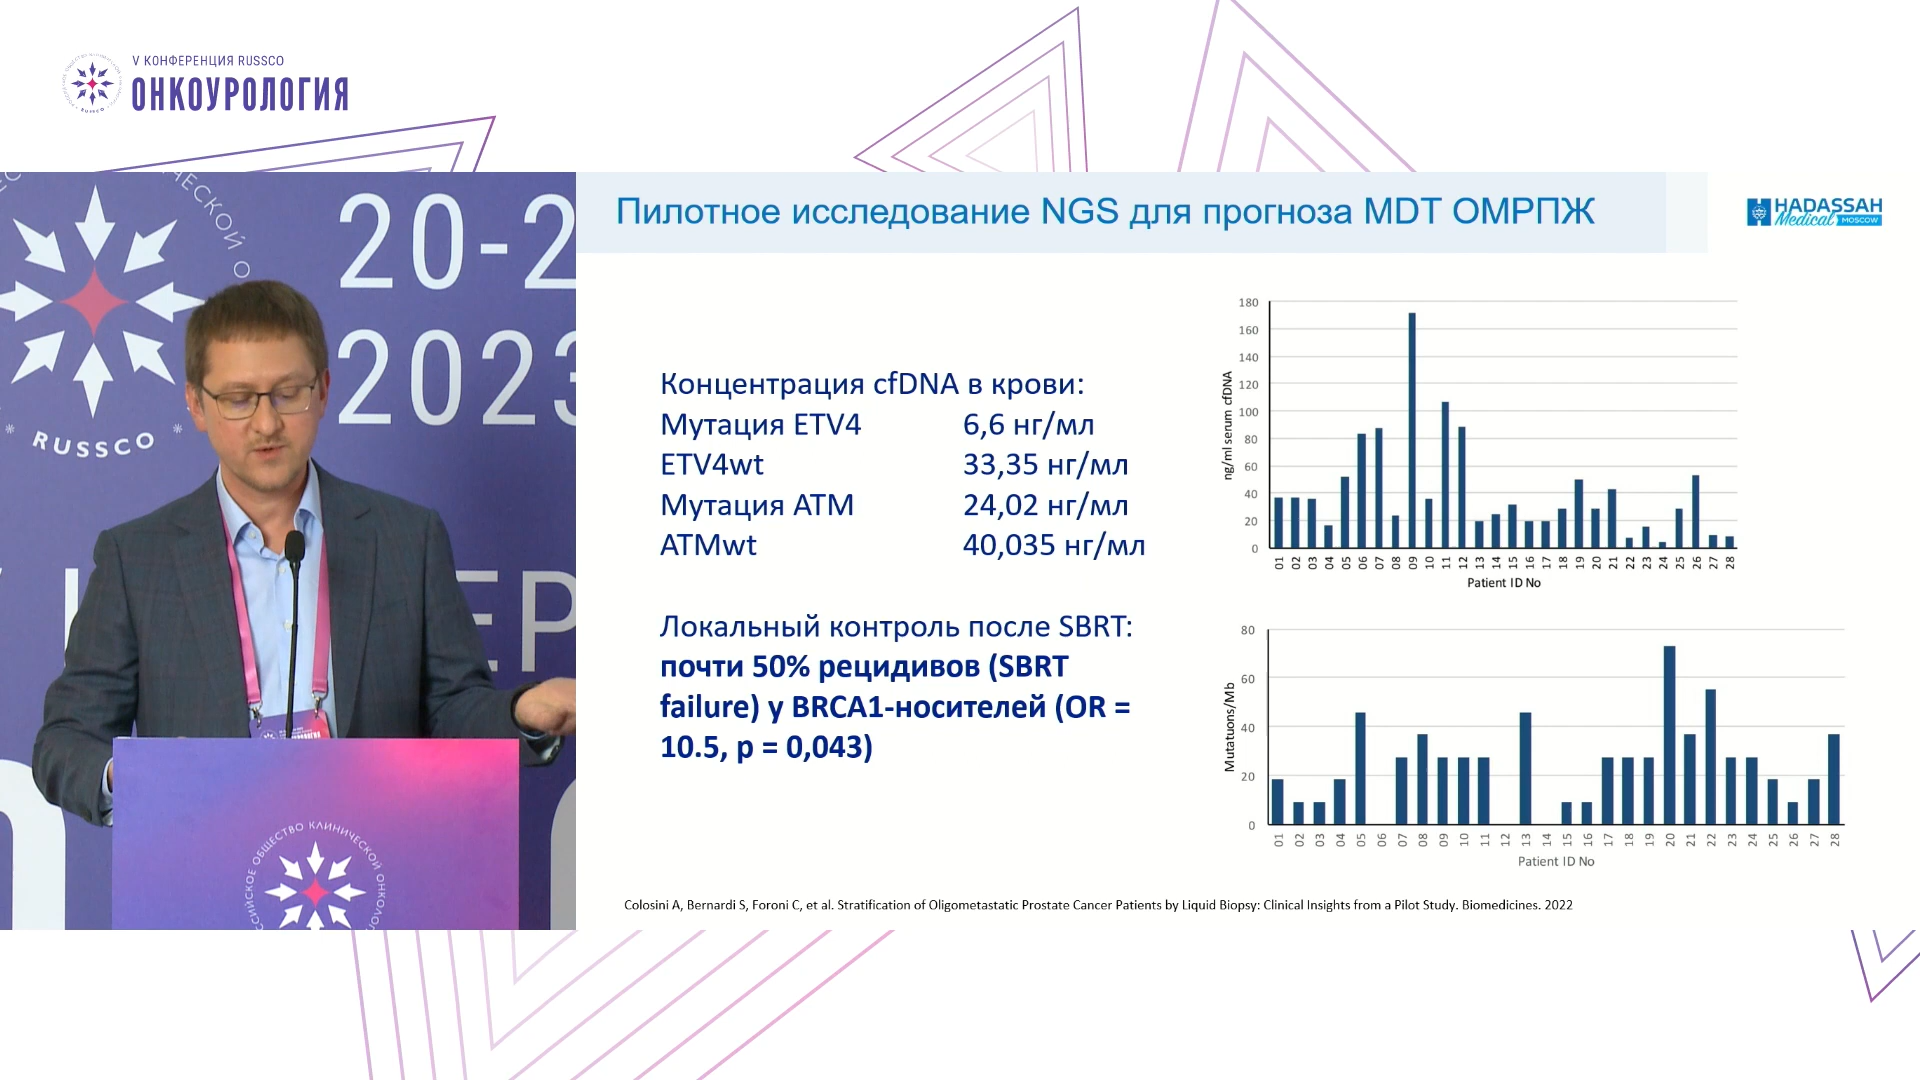 V КОНФЕРЕНЦИЯ RUSSCO
ОНКОУРОЛОГИЯ
20-2
2023
RUSSCO
Пилотное исследование NGS для прогноза MDT ОМРПЖ
HADASSAH
Medical MOSCOW
Концентрация cfDNA в крови:
Мутация ETV4 6,6 нг/мл
ETV4wt 33,35 нг/мл
Мутация ATM 24,02 нг/мл
ATMwt 40,035 нг/мл
Локальный контроль после SBRT:
почти 50% рецидивов (SBRT
failure) у BRCA1-носителей (OR =
10.5, p = 0,043)
ng/ml serum cfDNA
180
160
140
120
100
80
60
40
20
0
01 02 03 04 05 06 07 08 09 10 11 12 13 14 15 16 17 18 19 20 21 22 23 24 25 26 27 28
Patient ID No
Mutatuons/Mb
80
60
40
20
0
01 02 03 04 05 06 07 08 09 10 11 12 13 14 15 16 17 18 19 20 21 22 23 24 25 26 27 28
Patient ID No
Colosini A, Bernardi S, Foroni C, et al. Stratification of Oligometastatic Prostate Cancer Patients by Liquid Biopsy: Clinical Insights from a Pilot Study. Biomedicines. 2022
ОБЩЕСТВО КЛИНИЧЕСКОЙ